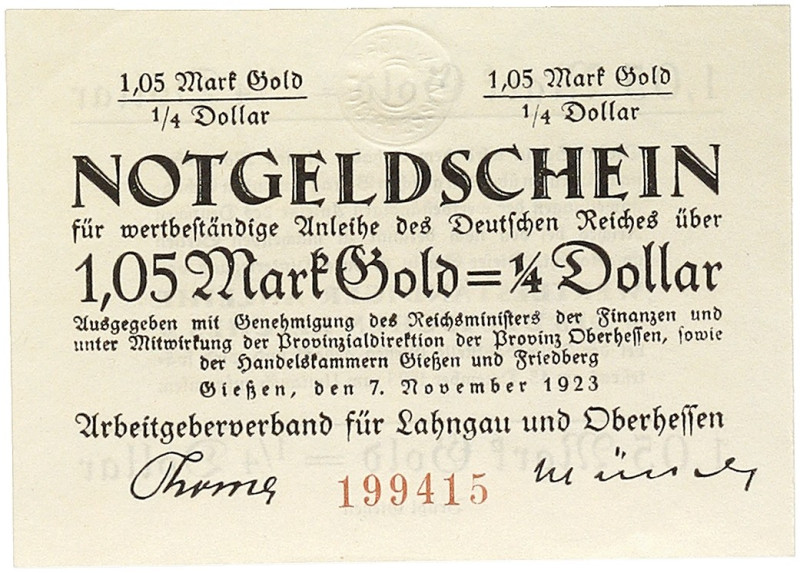 1,05 Mark Gold
1/4 Dollar
1,05 Mark Gold
1/4 Dollar
NOTGELDSCHEIN
für wertbeständige Anleihe des Deutschen Reiches über
1,05 Mark Gold = ¼ Dollar
Ausgegeben mit Genehmigung des Reichsministers der Finanzen und
unter Mitwirkung der Provinzialdirektion der Provinz Oberhessen, sowie
der Handelskammern Gießen und Friedberg
Gießen, den 7. November 1923
Arbeitgeberverband für Lahngau und Oberhessen
199415